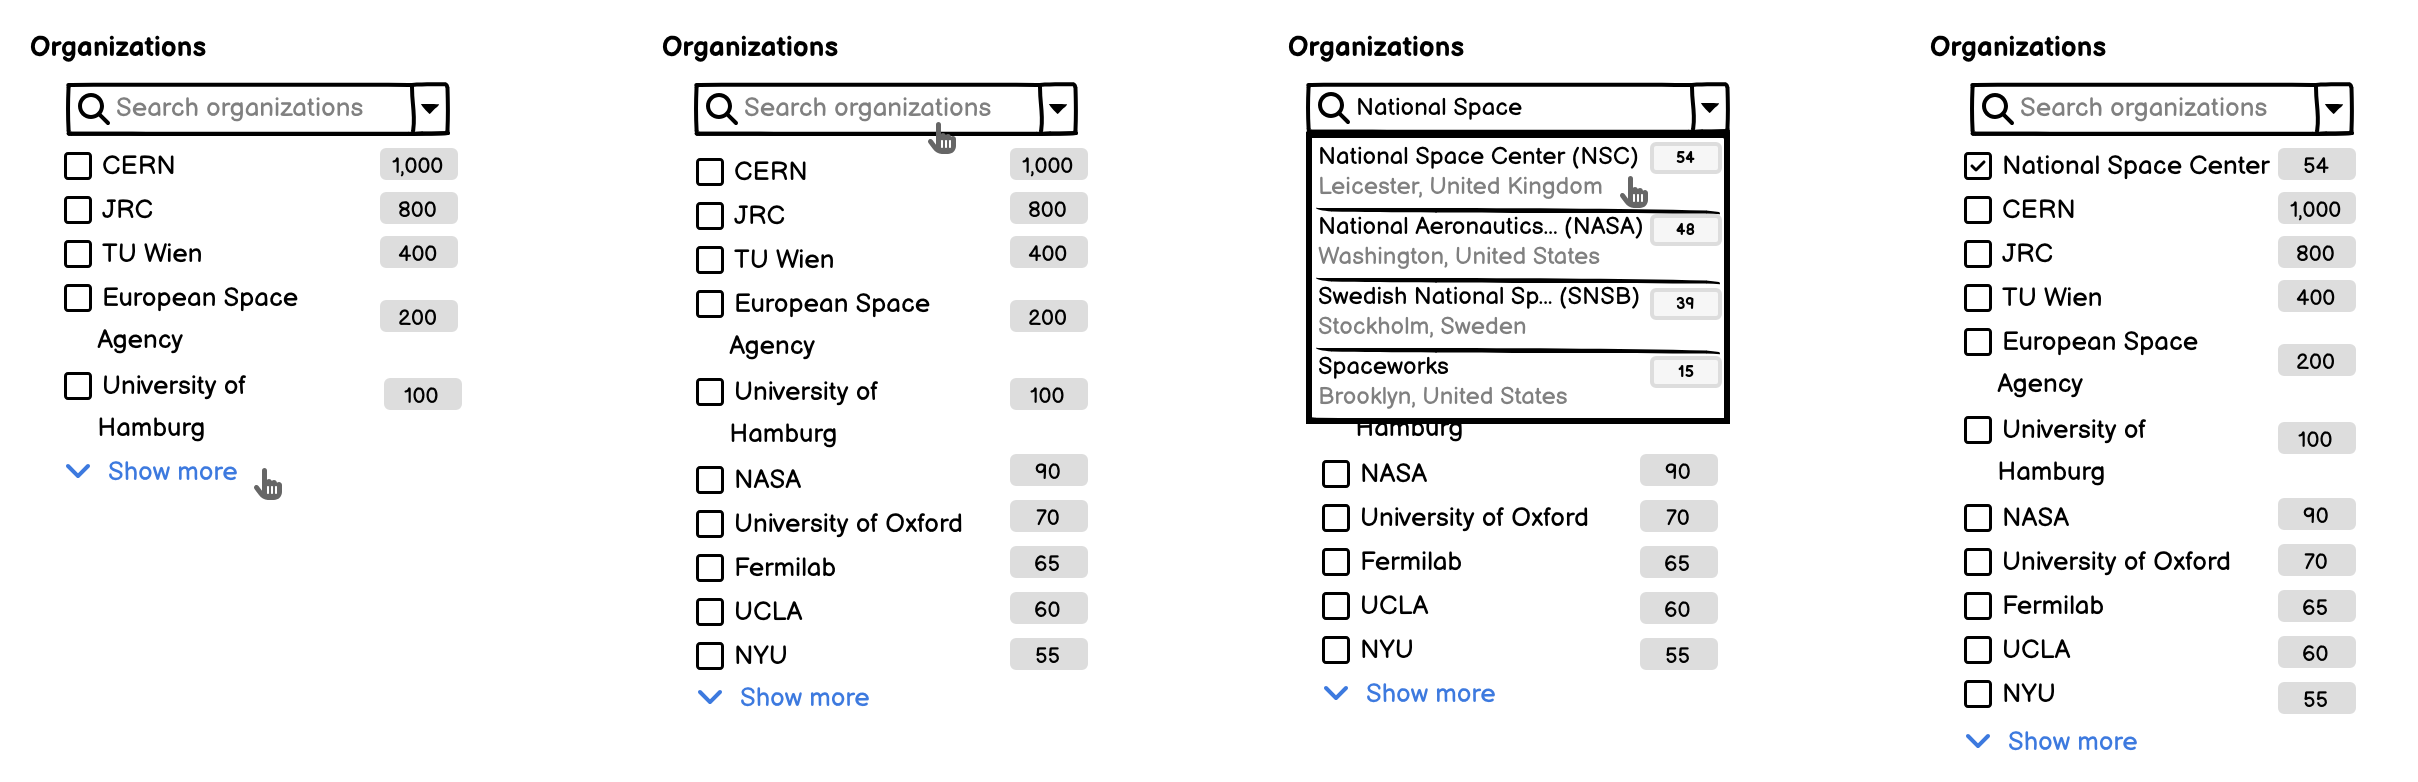 Organizations
Search organizations
CERN 1,000
JRC 800
TU Wien 400
European Space
Agency 200
University of
Hamburg 100
Show more
Organizations
Search organizations
CERN 1,000
JRC 800
TU Wien 400
European Space
Agency 200
University of
Hamburg 100
NASA 90
University of Oxford 70
Fermilab 65
UCLA 60
NYU 55
Show more
Organizations
National Space
National Space Center (NSC) 54
Leicester, United Kingdom
National Aeronautics... (NASA) 48
Washington, United States
Swedish National Sp... (SNSB) 39
Stockholm, Sweden
Spaceworks 15
Brooklyn, United States
Hamburg
NASA 90
University of Oxford 70
Fermilab 65
UCLA 60
NYU 55
Show more
Organizations
Search organizations
National Space Center 54
CERN 1,000
JRC 800
TU Wien 400
European Space
Agency 200
University of
Hamburg 100
NASA 90
University of Oxford 70
Fermilab 65
UCLA 60
NYU 55
Show more